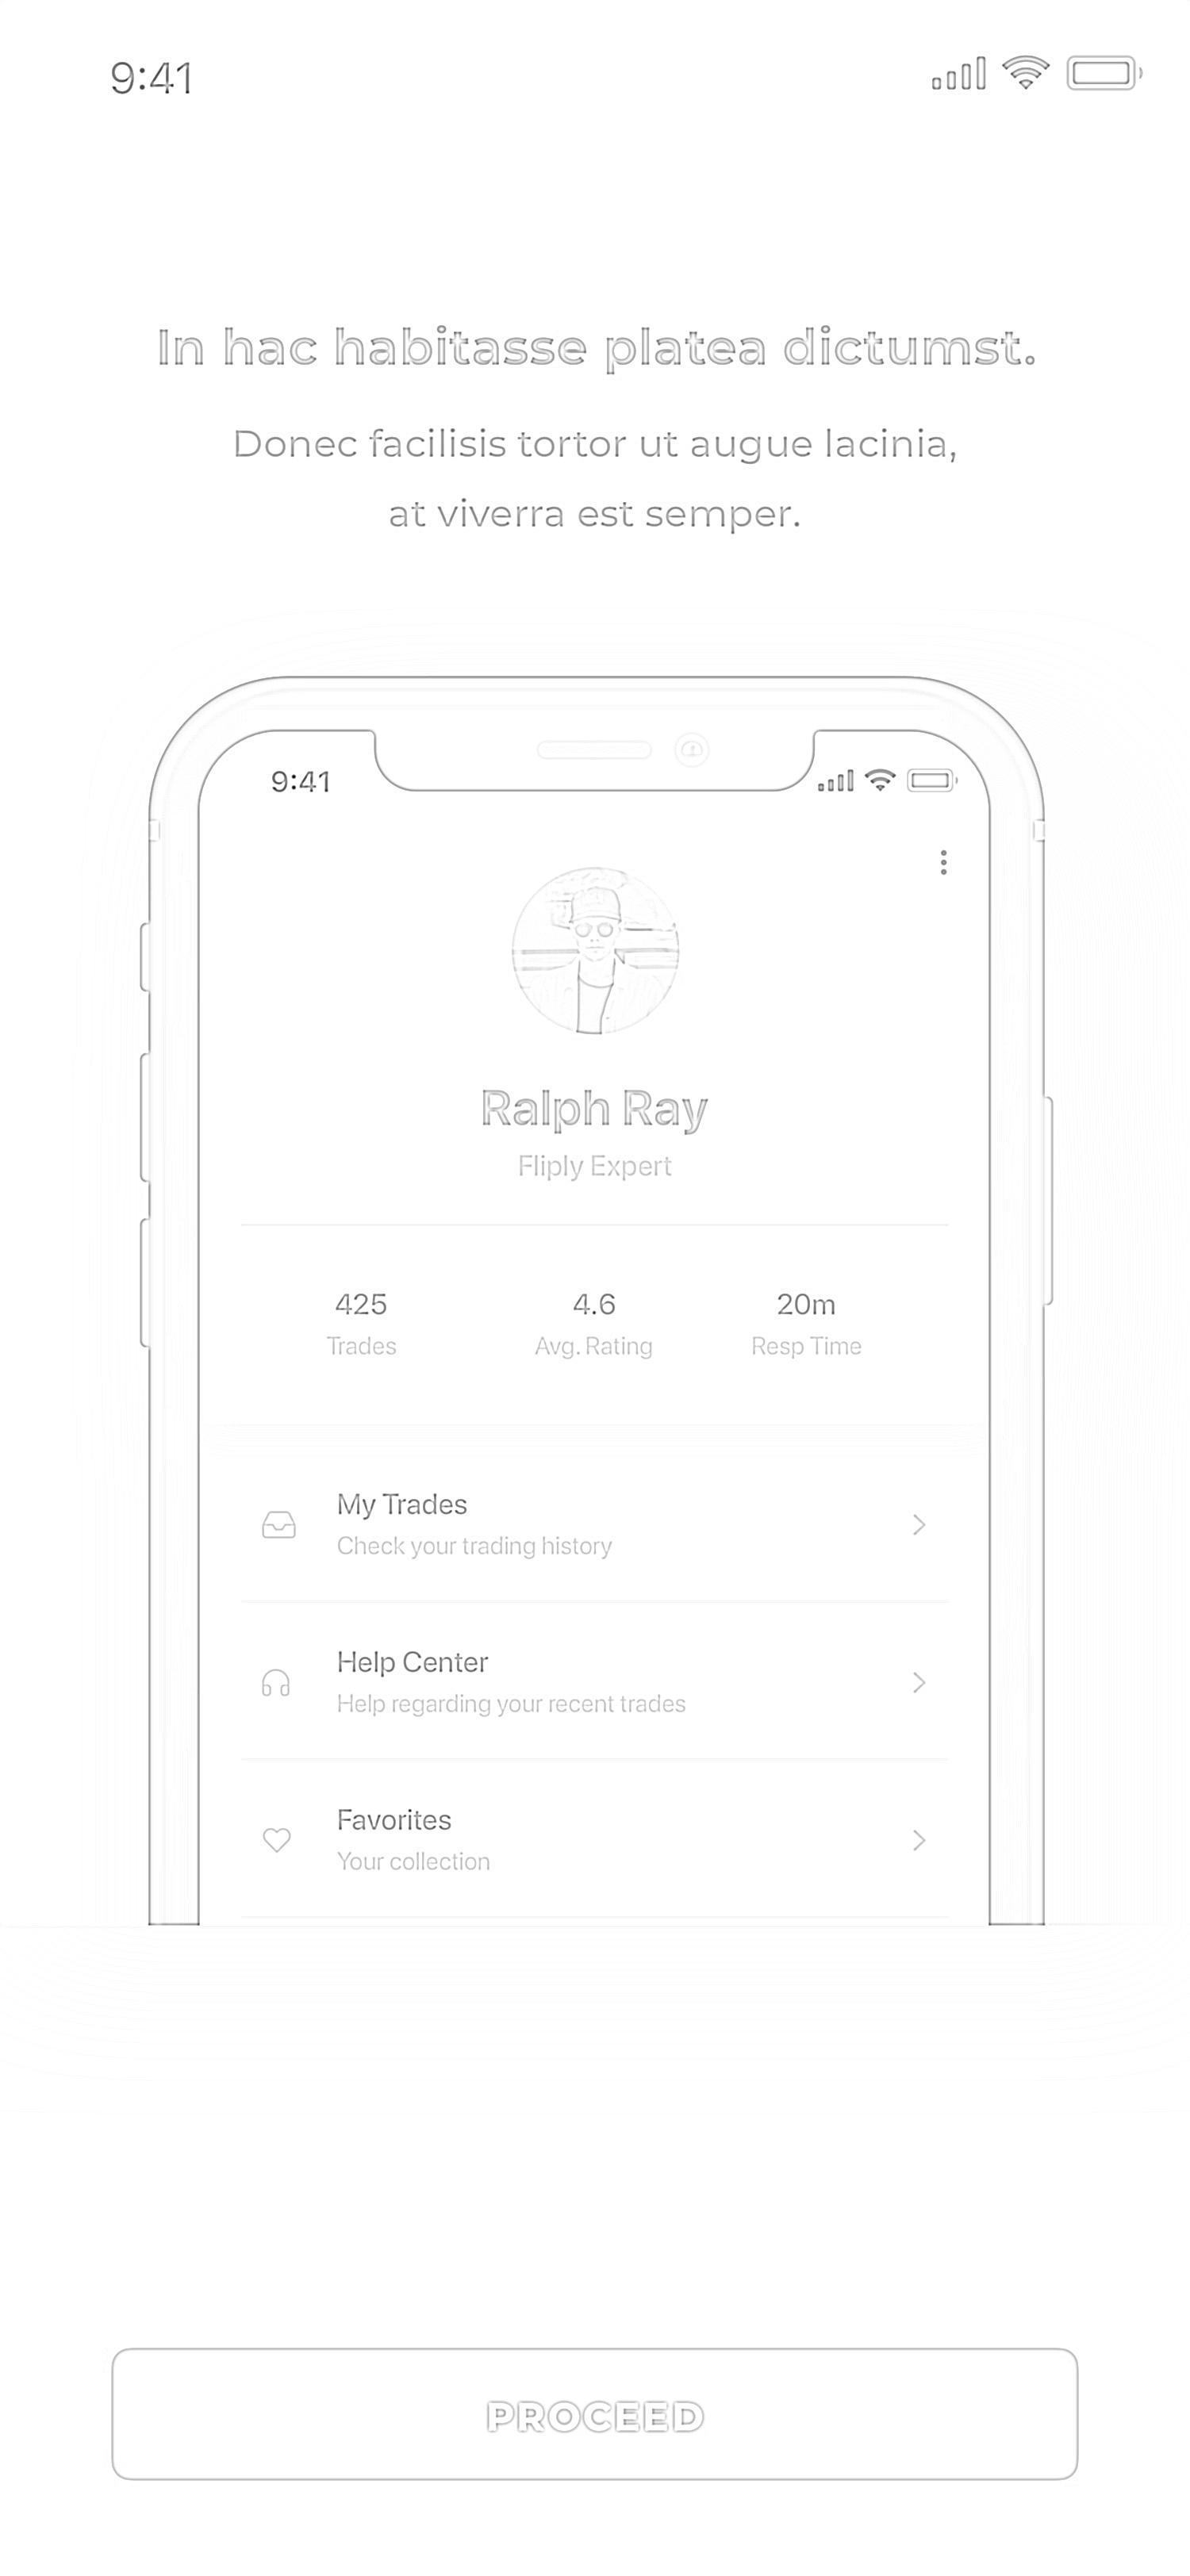 9:41
In hac habitasse platea dictumst.
Donec facilisis tortor ut augue lacinia,
at viverra est semper.
9:41
Ralph Ray
Fliply Expert
425 4.6 20m
Trades Avg. Rating Resp Time
My Trades
Check your trading history
Help Center
Help regarding your recent trades
Favorites
Your collection
PROCEED